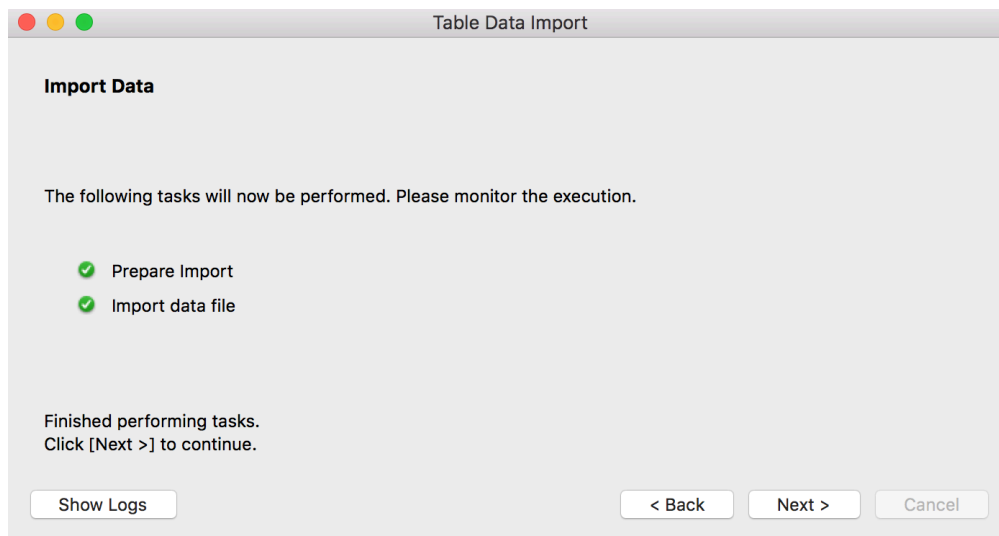 Table Data Import
Import Data
The following tasks will now be performed. Please monitor the execution.
Prepare Import
Import data file
Finished performing tasks.
Click [Next >] to continue.
Show Logs
< Back
Next >
Cancel